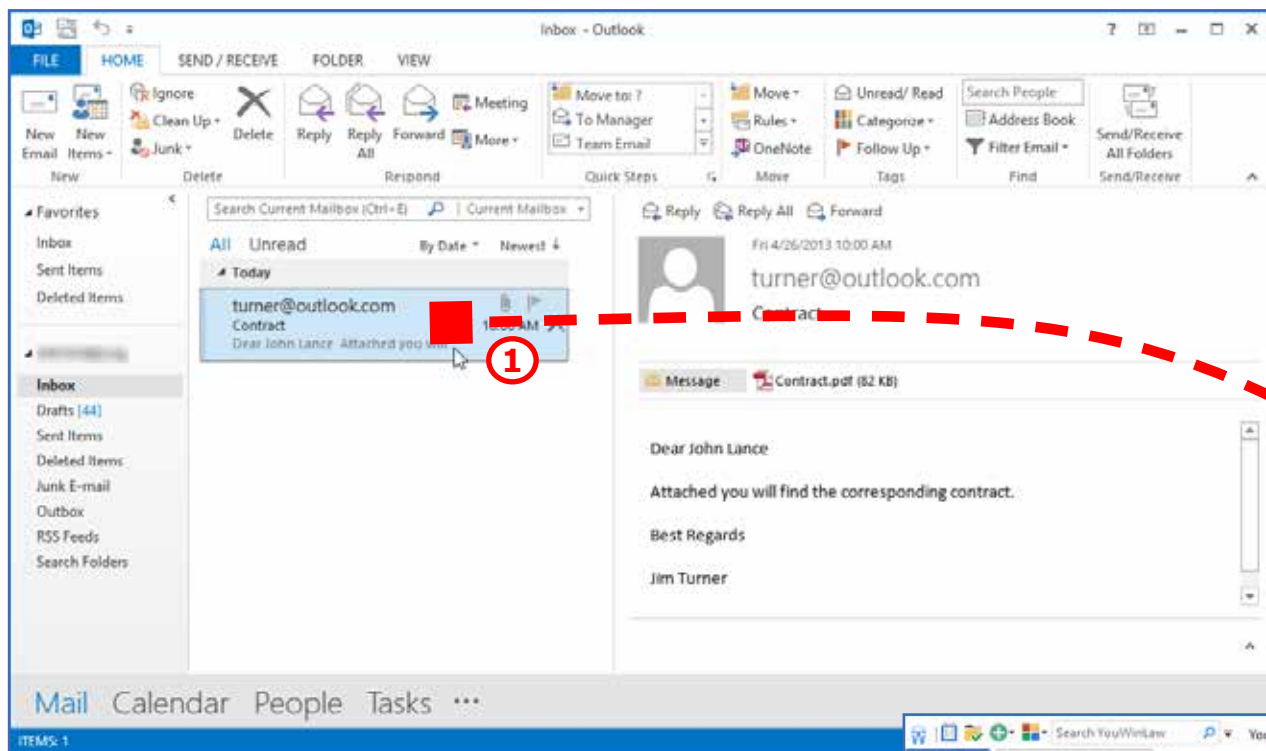 Inbox - Outlook
?
FILE HOME SEND / RECEIVE FOLDER VIEW
New Email
New Items
Ignore
Clean Up
Junk
Delete
Reply
Reply All
Forward
Meeting
More
Move to: ?
To Manager
Team Email
Move
Rules
OneNote
Unread/ Read
Categorize
Follow Up
Search People
Address Book
Filter Email
Send/Receive All Folders
New Delete Respond Quick Steps Move Tags Find Send/Receive
Favorites
Inbox
Sent Items
Deleted Items
Inbox
Drafts [44]
Sent Items
Deleted Items
Junk E-mail
Outbox
RSS Feeds
Search Folders
Search Current Mailbox (Ctrl+E) Current Mailbox
All Unread By Date Newest
Today
turner@outlook.com
Contract AM
Dear John Lance Attached you will
1
Reply Reply All Forward
Fri 4/26/2013 10:00 AM
turner@outlook.com
Contract
Message Contract.pdf (82 KB)
Dear John Lance
Attached you will find the corresponding contract.
Best Regards
Jim Turner
Mail Calendar People Tasks •••
ITEMS: 1
Search YouWinLaw